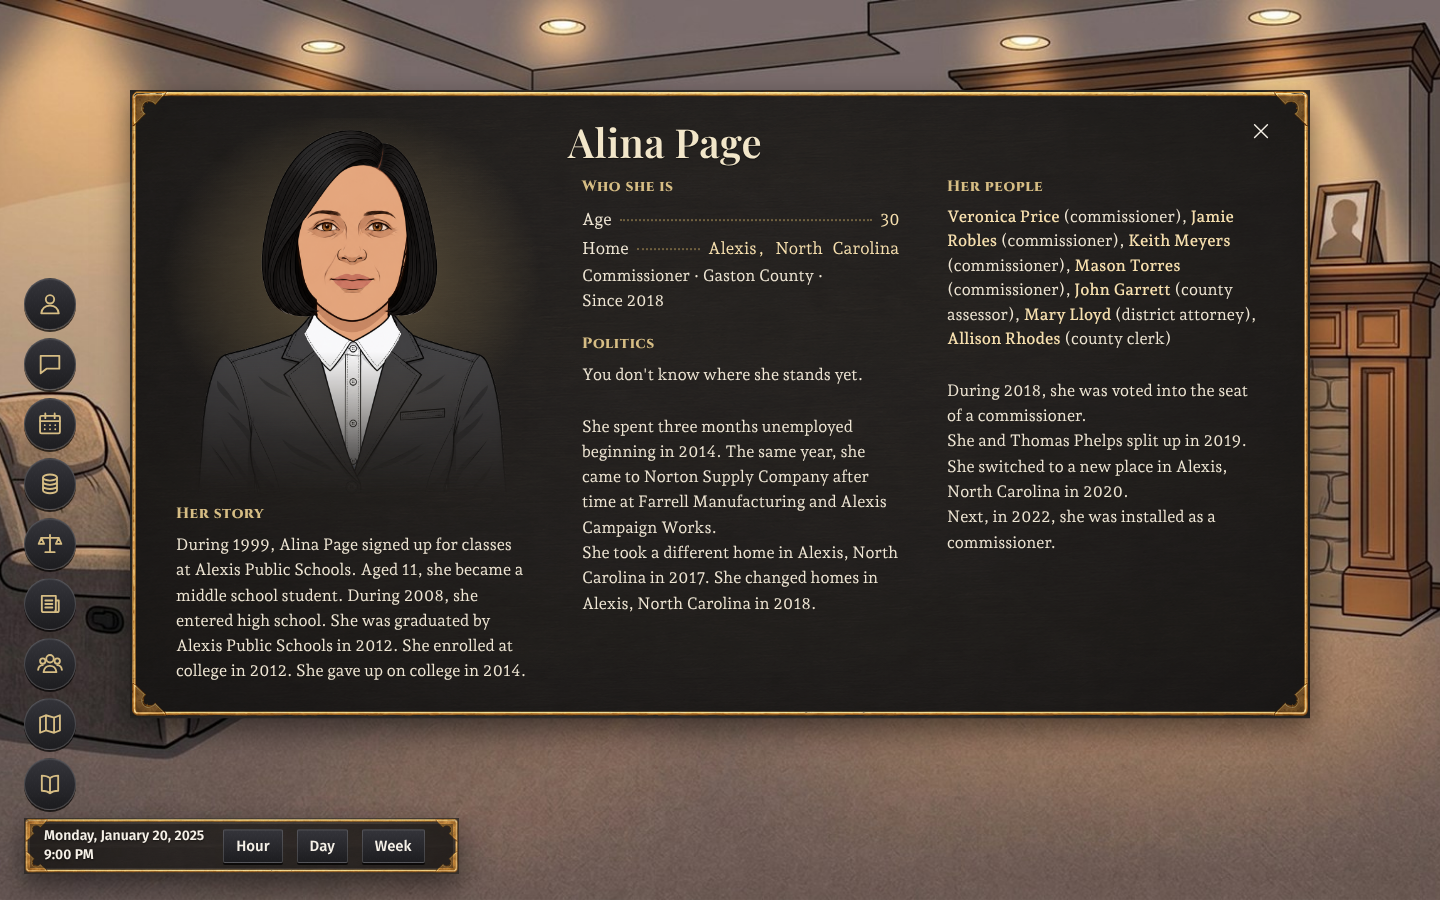 Alina Page
Her story
During 1999, Alina Page signed up for classes
at Alexis Public Schools. Aged 11, she became a
middle school student. During 2008, she
entered high school. She was graduated by
Alexis Public Schools in 2012. She enrolled at
college in 2012. She gave up on college in 2014.
Who she is
Age 30
Home Alexis, North Carolina
Commissioner · Gaston County ·
Since 2018
Politics
You don't know where she stands yet.
She spent three months unemployed
beginning in 2014. The same year, she
came to Norton Supply Company after
time at Farrell Manufacturing and Alexis
Campaign Works.
She took a different home in Alexis, North
Carolina in 2017. She changed homes in
Alexis, North Carolina in 2018.
Her people
Veronica Price (commissioner), Jamie
Robles (commissioner), Keith Meyers
(commissioner), Mason Torres
(commissioner), John Garrett (county
assessor), Mary Lloyd (district attorney),
Allison Rhodes (county clerk)
During 2018, she was voted into the seat
of a commissioner.
She and Thomas Phelps split up in 2019.
She switched to a new place in Alexis,
North Carolina in 2020.
Next, in 2022, she was installed as a
commissioner.
Monday, January 20, 2025
9:00 PM
Hour
Day
Week